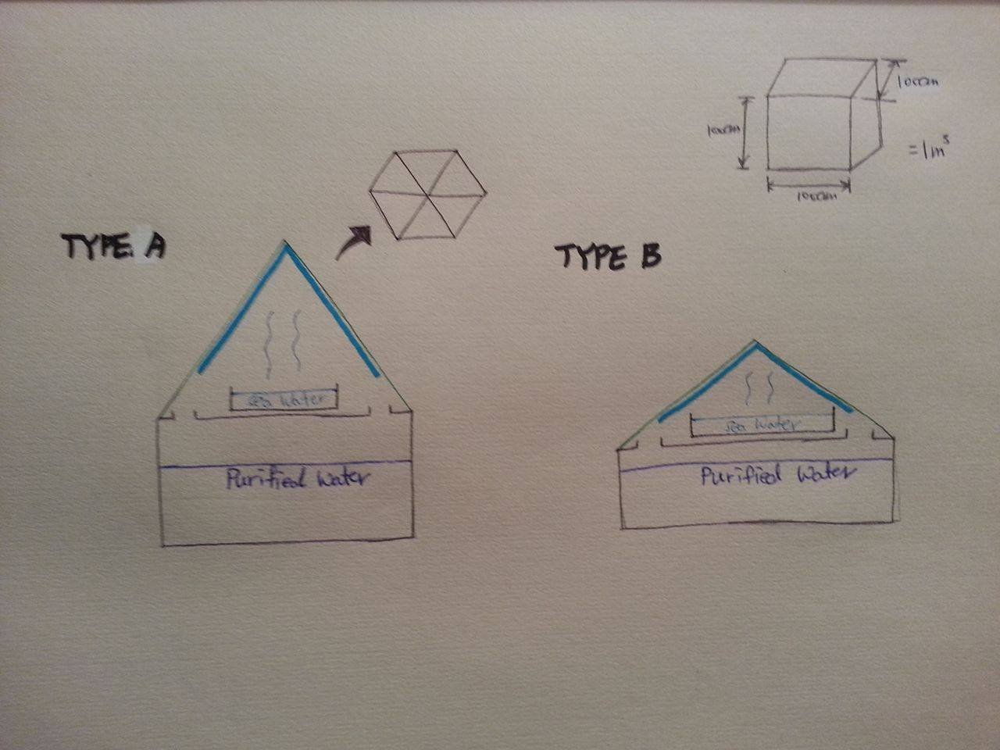 100cm
100cm
= 1m³
100cm
TYPE A
TYPE B
sea Water
sea Water
Purified Water
Purified Water